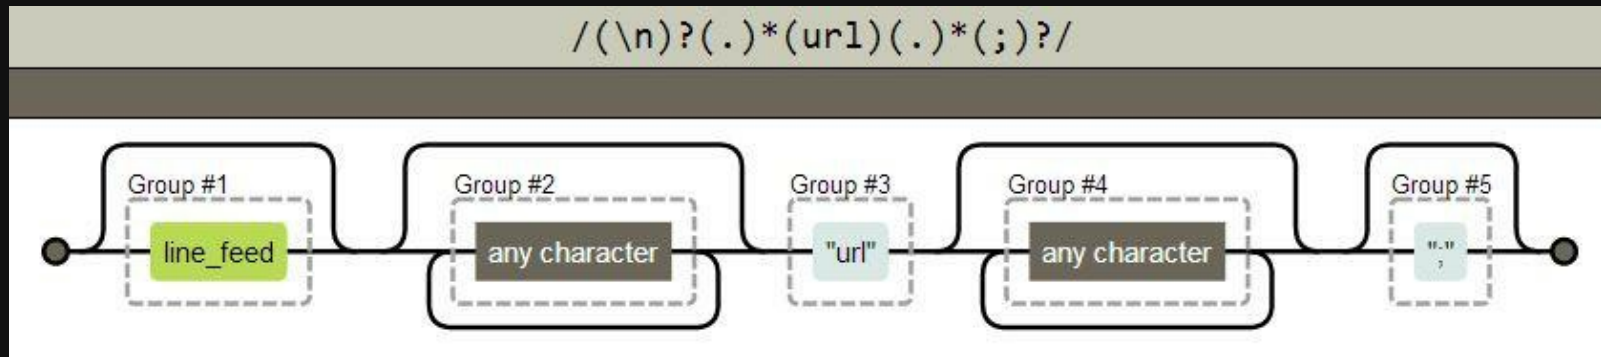 /(\n)?(.)*(url)(.)*(;)?/
Group #1 Group #2 Group #3 Group #4 Group #5
line_feed any character "url" any character ";"